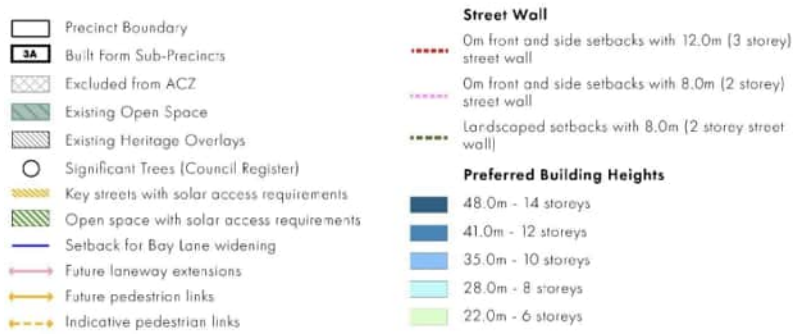 Precinct Boundary
3A Built Form Sub-Precincts
Excluded from ACZ
Existing Open Space
Existing Heritage Overlays
Significant Trees (Council Register)
Key streets with solar access requirements
Open space with solar access requirements
Setback for Bay Lane widening
Future laneway extensions
Future pedestrian links
Indicative pedestrian links
Street Wall
0m front and side setbacks with 12.0m (3 storey)
street wall
0m front and side setbacks with 8.0m (2 storey)
street wall
Landscaped setbacks with 8.0m (2 storey street
wall)
Preferred Building Heights
48.0m - 14 storeys
41.0m - 12 storeys
35.0m - 10 storeys
28.0m - 8 storeys
22.0m - 6 storeys